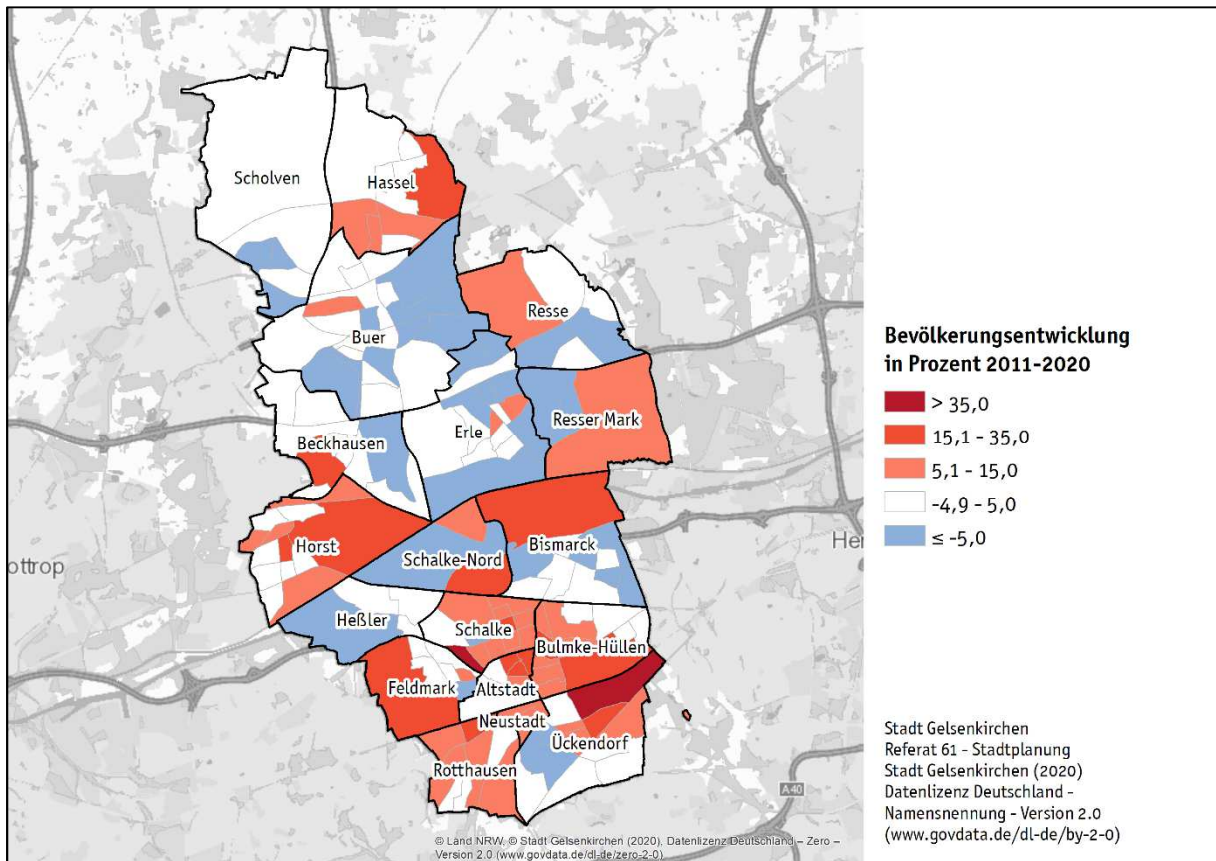 Scholven
Hassel
Resse
Buer
Resser Mark
Erle
Beckhausen
Horst
Schalke-Nord
Bismarck
ottrop
Her
Heßler
Schalke
Bulmke-Hüllen
Feldmark
Altstadt
Neustadt
Ückendorf
Rotthausen
A40
© Land NRW, © Stadt Gelsenkirchen (2020), Datenlizenz Deutschland – Zero –
Version 2.0 (www.govdata.de/dl-de/zero-2-0)
Bevölkerungsentwicklung
in Prozent 2011-2020
> 35,0
15,1 - 35,0
5,1 - 15,0
-4,9 - 5,0
≤ -5,0
Stadt Gelsenkirchen
Referat 61 - Stadtplanung
Stadt Gelsenkirchen (2020)
Datenlizenz Deutschland -
Namensnennung - Version 2.0
(www.govdata.de/dl-de/by-2-0)